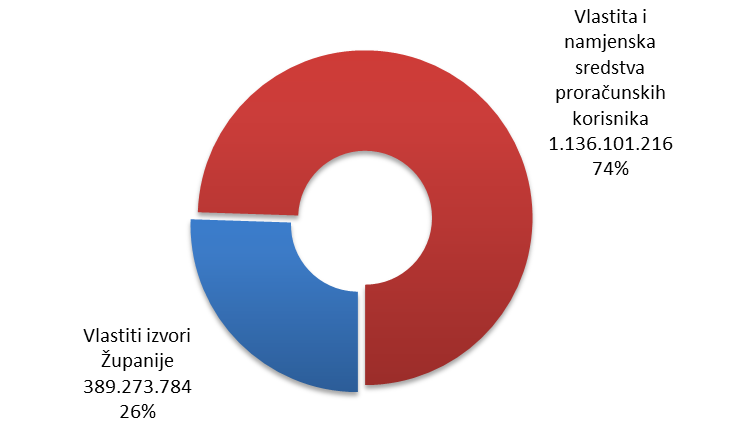 Vlastita i
namjenska
sredstva
proračunskih
korisnika
1.136.101.216
74%
Vlastiti izvori
Županije
389.273.784
26%